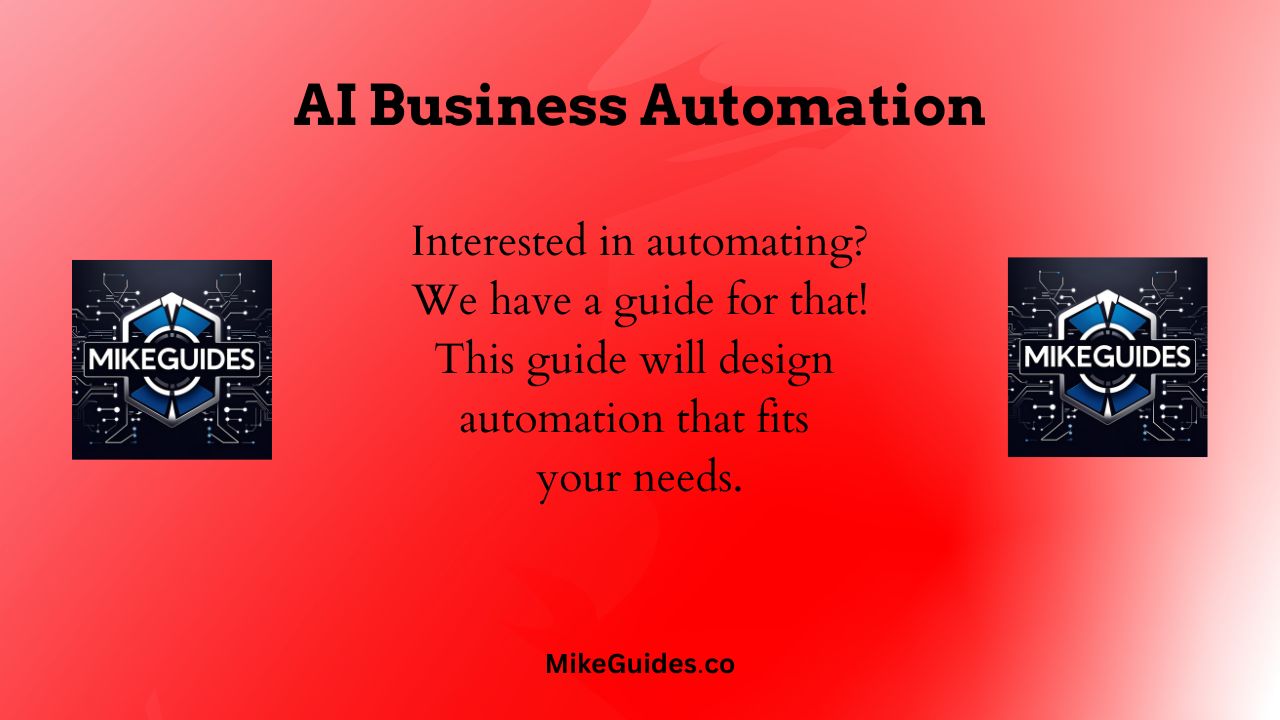 AI Business Automation
Interested in automating?
We have a guide for that!
This guide will design
automation that fits
your needs.
MIKEGUIDES
MIKEGUIDES
MikeGuides.co